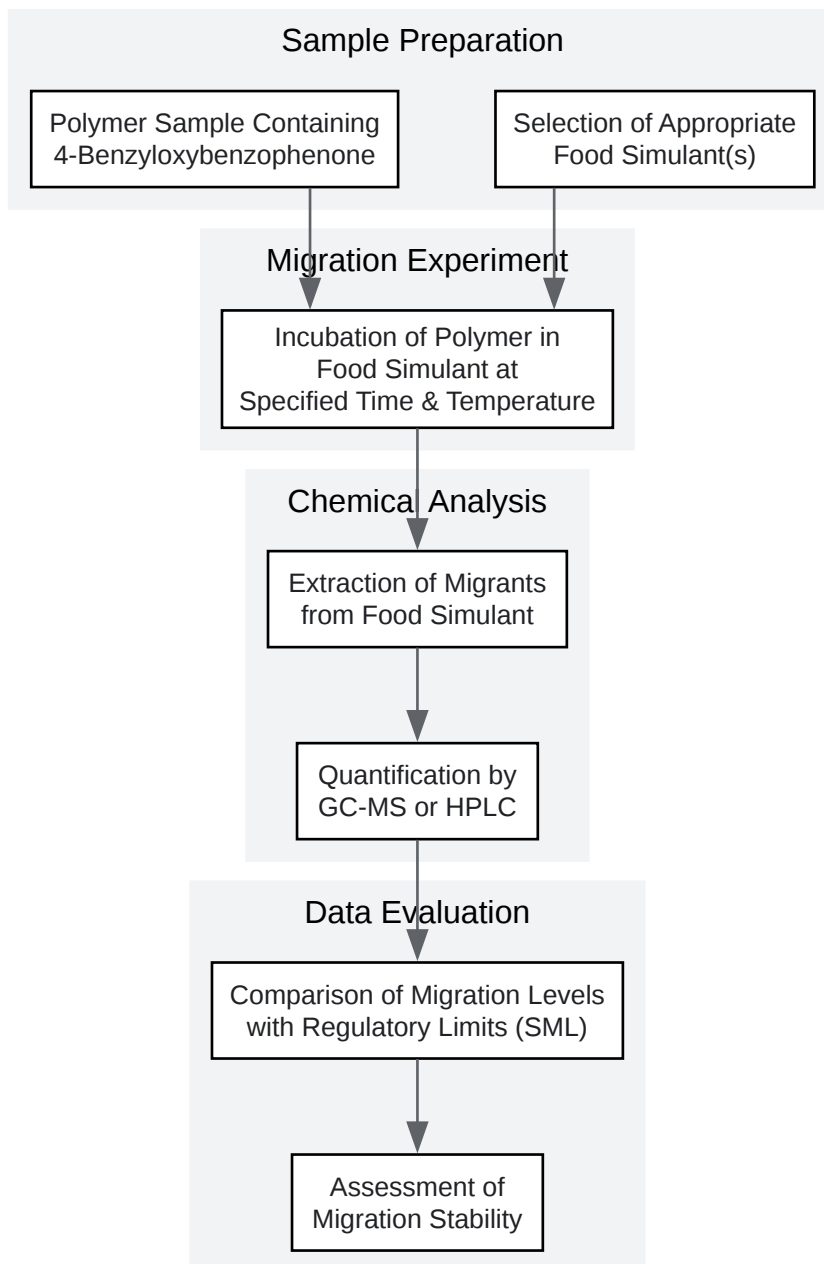 Sample Preparation
Polymer Sample Containing
4-Benzyloxybenzophenone
Selection of Appropriate
Food Simulant(s)
Migration Experiment
Incubation of Polymer in
Food Simulant at
Specified Time & Temperature
Chemical Analysis
Extraction of Migrants
from Food Simulant
Quantification by
GC-MS or HPLC
Data Evaluation
Comparison of Migration Levels
with Regulatory Limits (SML)
Assessment of
Migration Stability